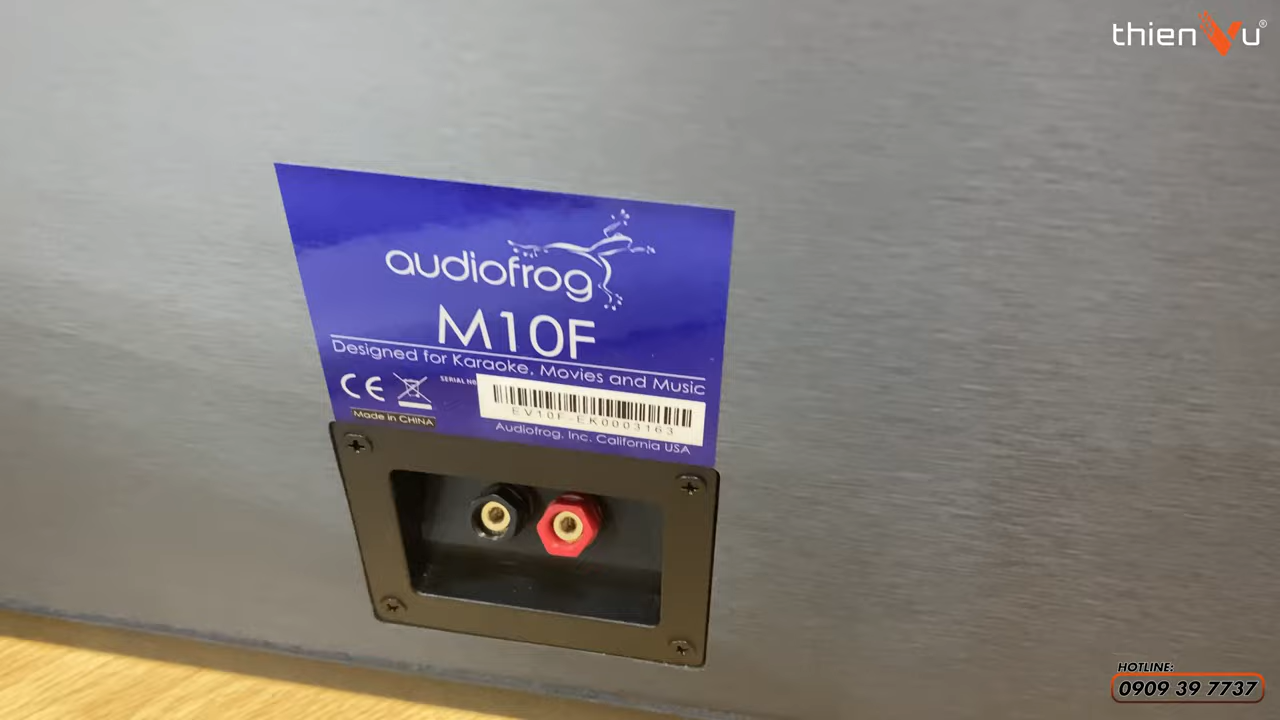 thienVu®
audiofrog
M10F
Designed for Karaoke, Movies and Music
CE SERIAL NO
EV10F-EK0003163
Made in CHINA
Audiofrog, Inc. California USA
HOTLINE:
0909 39 7737